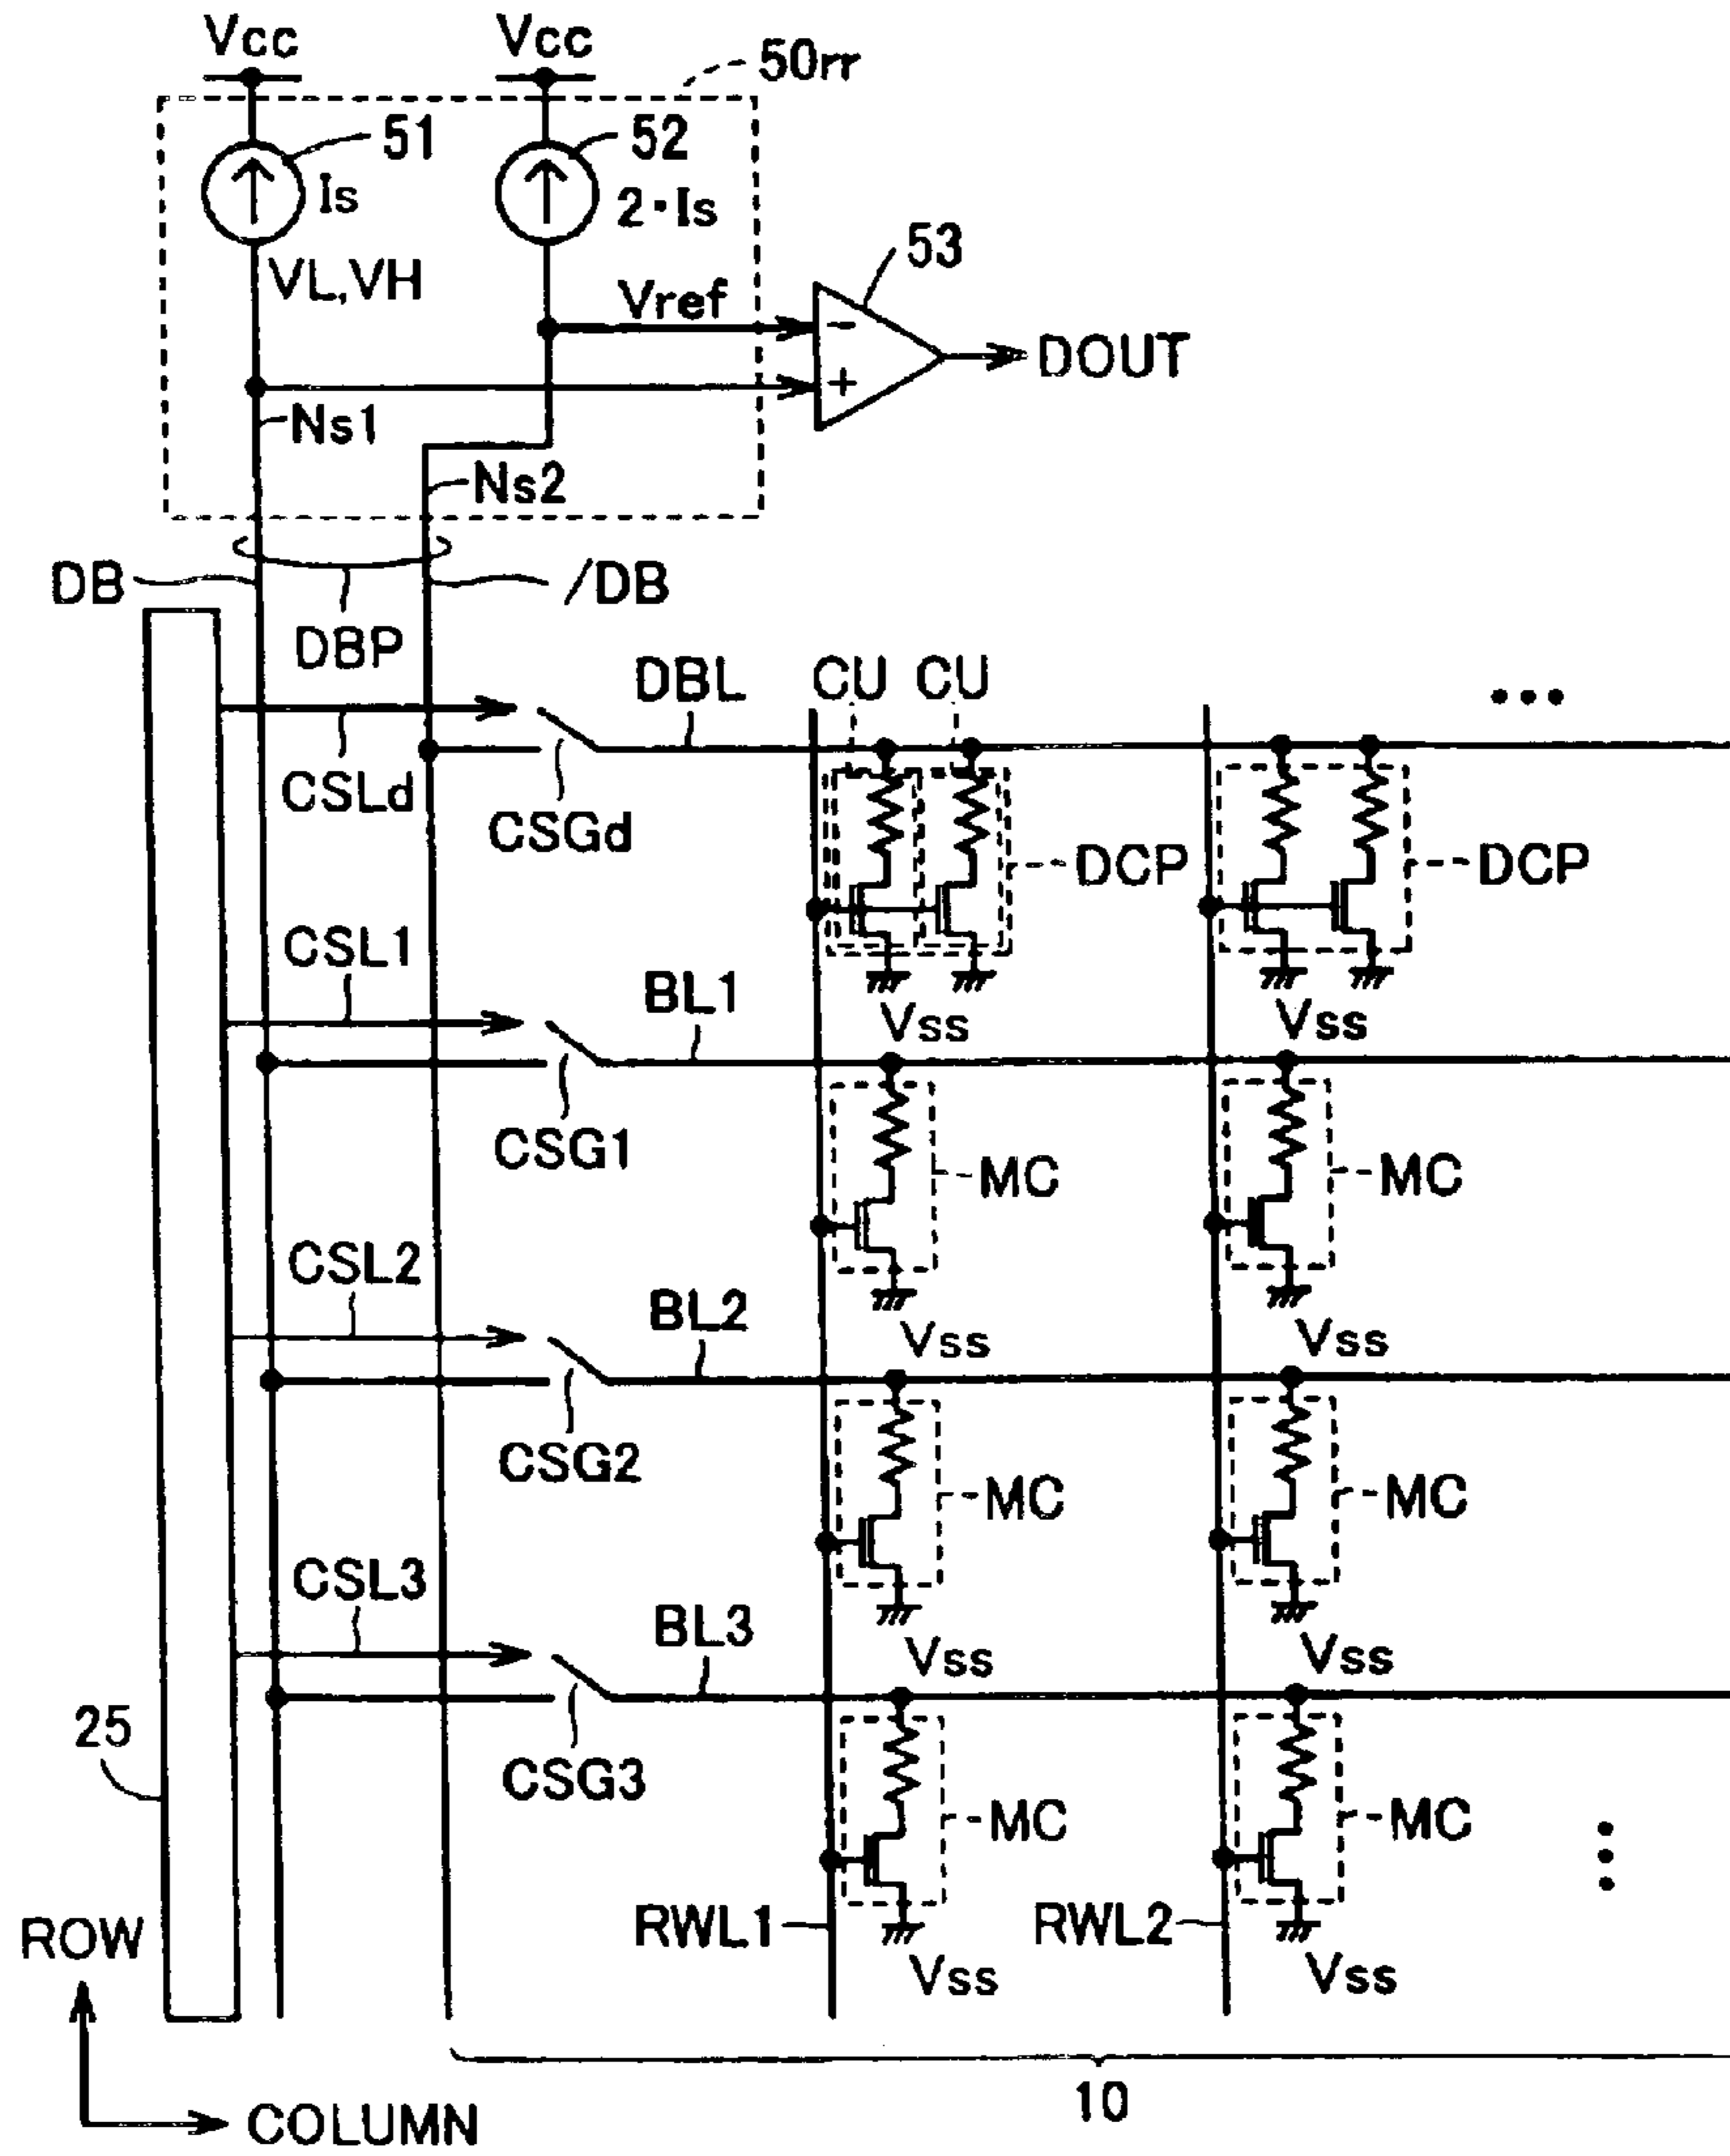 Vcc
Vcc
50rr
51
52
Is
2·Is
53
VL,VH
Vref
−
+
DOUT
Ns1
Ns2
DB
/DB
DBP
DBL
CU
CU
•••
CSLd
CSGd
DCP
DCP
CSL1
BL1
Vss
Vss
CSG1
MC
MC
CSL2
BL2
Vss
Vss
CSG2
MC
MC
CSL3
BL3
Vss
Vss
25
CSG3
MC
MC
ROW
RWL1
RWL2
Vss
Vss
COLUMN
10